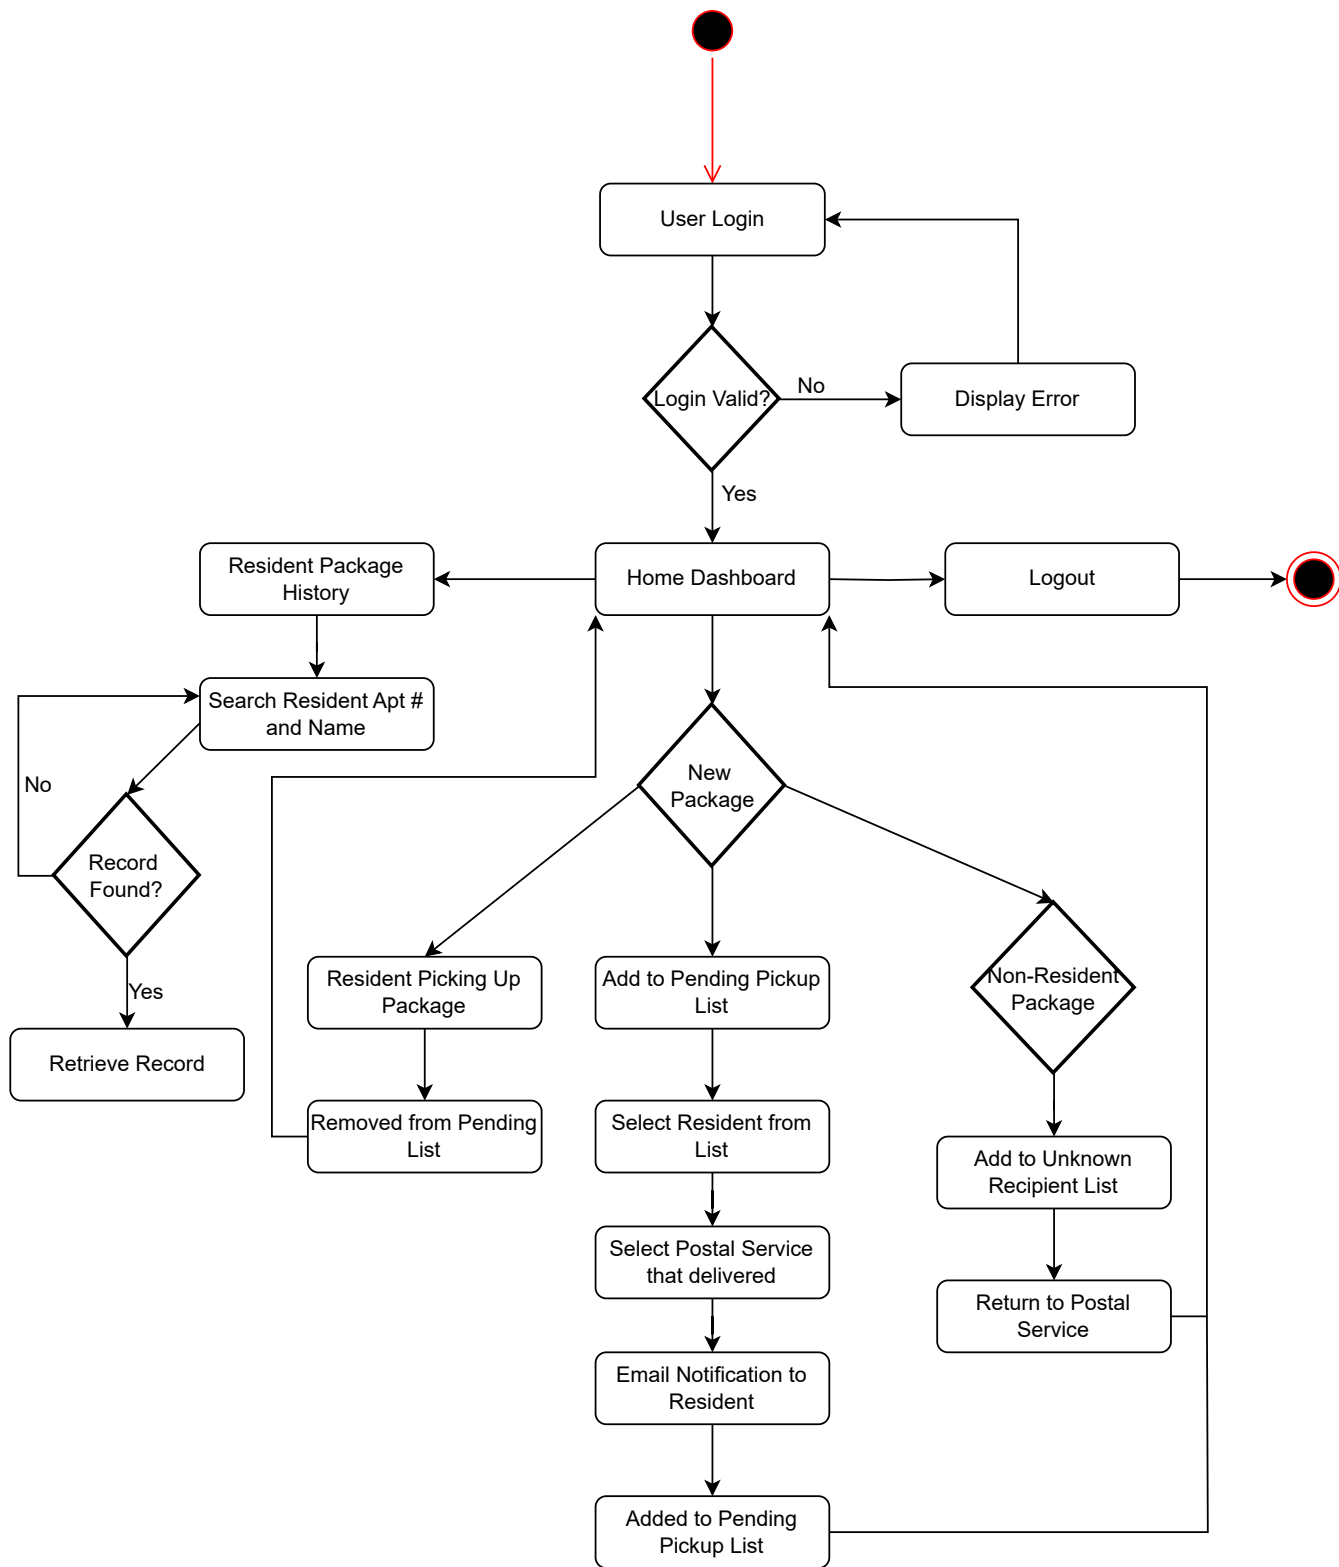 User Login
Login Valid?
No
Display Error
Yes
Resident Package
History
Home Dashboard
Logout
Search Resident Apt #
and Name
No
New
Package
Record
Found?
Yes
Retrieve Record
Resident Picking Up
Package
Add to Pending Pickup
List
Non-Resident
Package
Removed from Pending
List
Select Resident from
List
Add to Unknown
Recipient List
Select Postal Service
that delivered
Return to Postal
Service
Email Notification to
Resident
Added to Pending
Pickup List